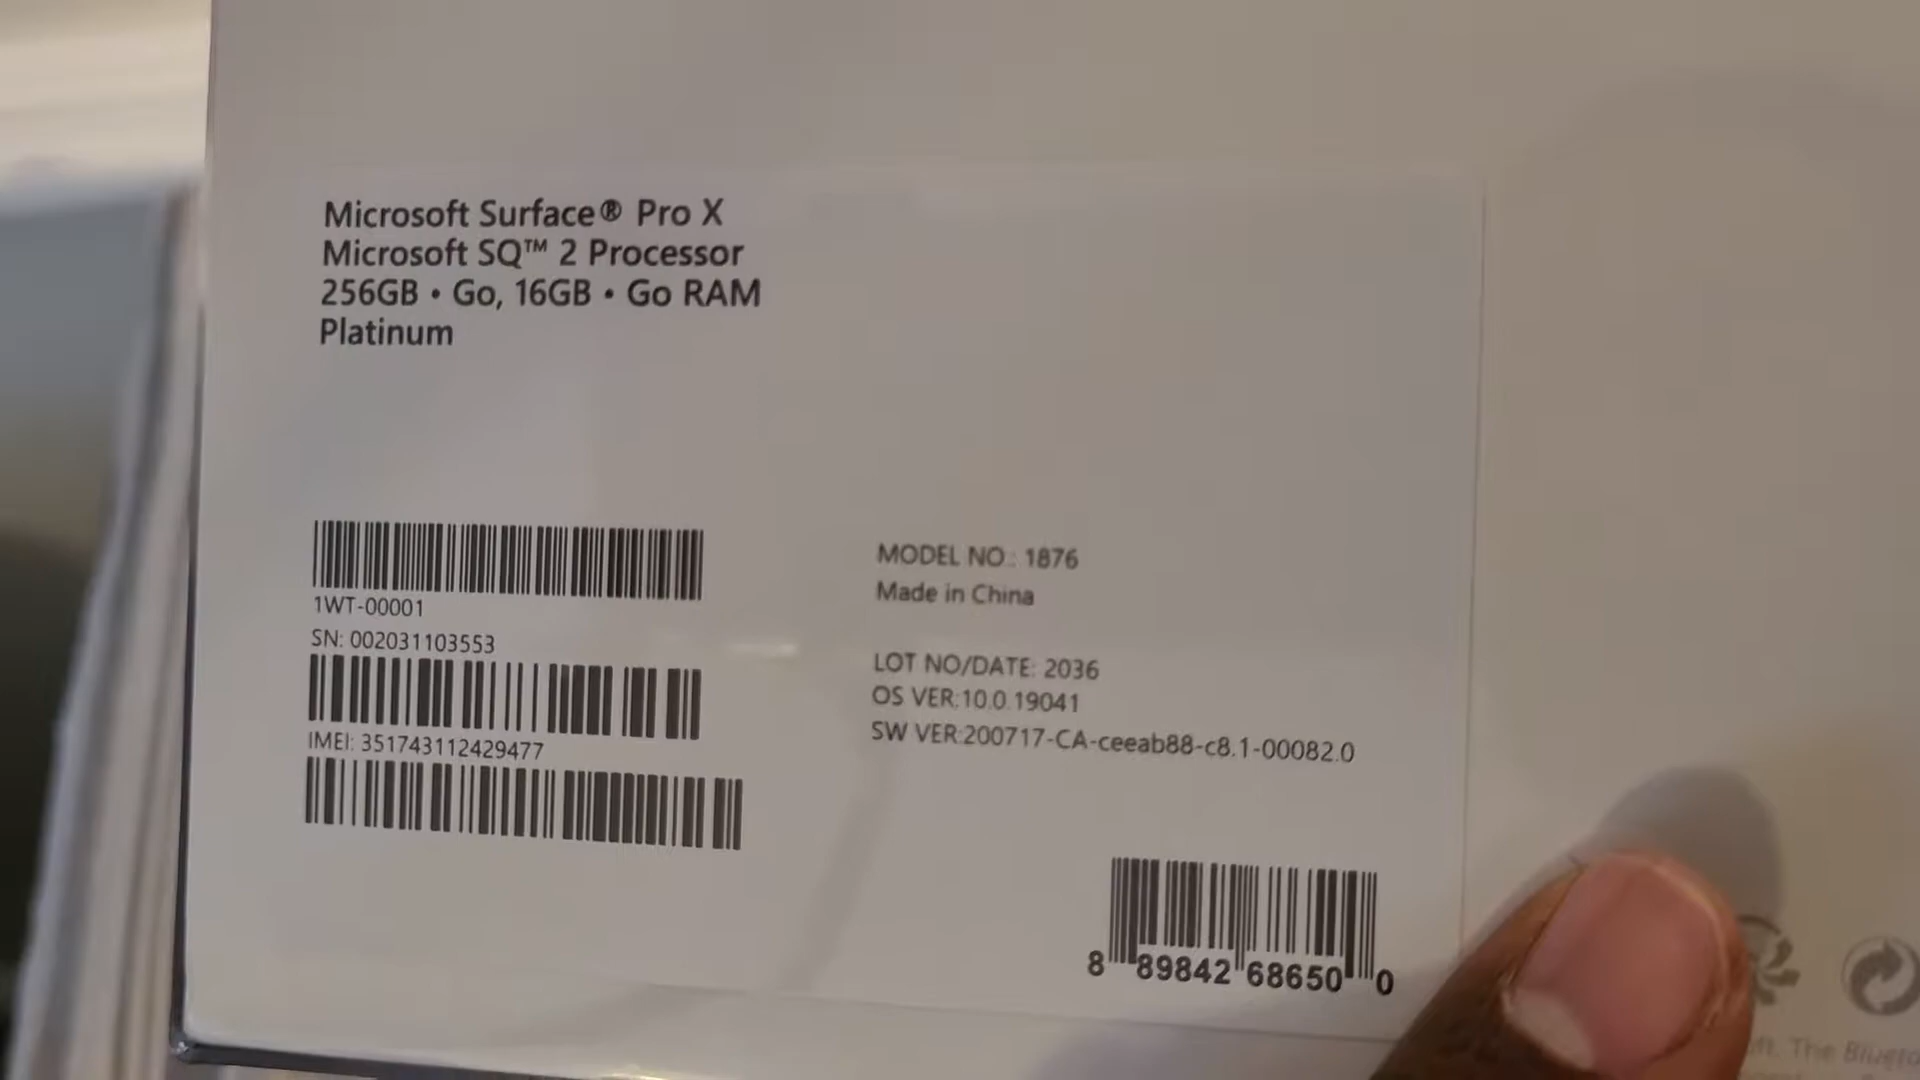 Microsoft Surface® Pro X
Microsoft SQ™ 2 Processor
256GB • Go, 16GB • Go RAM
Platinum
1WT-00001
SN: 002031103553
IMEI: 351743112429477
MODEL NO.: 1876
Made in China
LOT NO/DATE: 2036
OS VER:10.0.19041
SW VER:200717-CA-ceeab88-c8.1-00082.0
8 89842 68650 0
The